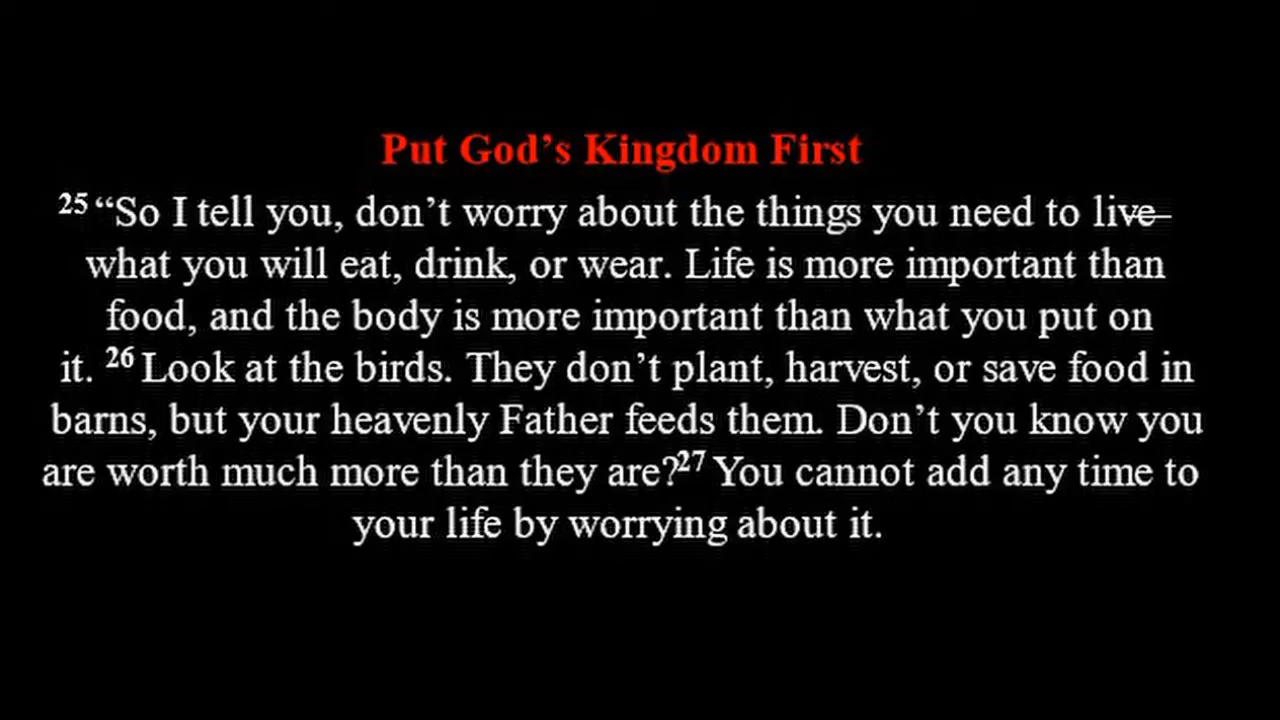 Put God’s Kingdom First
25 “So I tell you, don’t worry about the things you need to live—
what you will eat, drink, or wear. Life is more important than
food, and the body is more important than what you put on
it. 26 Look at the birds. They don’t plant, harvest, or save food in
barns, but your heavenly Father feeds them. Don’t you know you
are worth much more than they are?27 You cannot add any time to
your life by worrying about it.